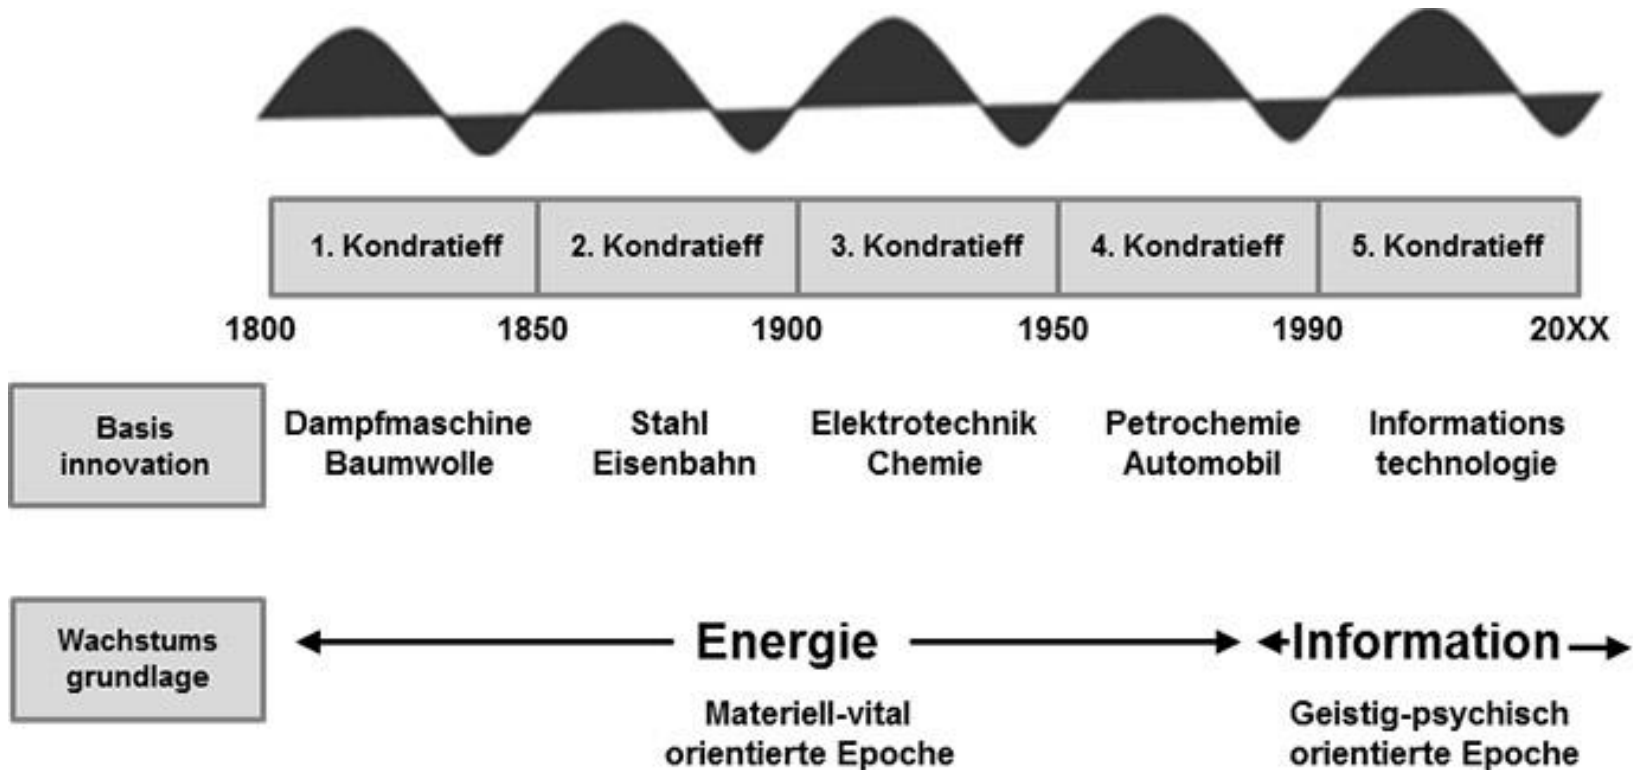 1. Kondratieff 2. Kondratieff 3. Kondratieff 4. Kondratieff 5. Kondratieff
1800 1850 1900 1950 1990 20XX
Basis
innovation
Dampfmaschine
Baumwolle
Stahl
Eisenbahn
Elektrotechnik
Chemie
Petrochemie
Automobil
Informations
technologie
Wachstums
grundlage
Energie
Materiell-vital
orientierte Epoche
Information
Geistig-psychisch
orientierte Epoche